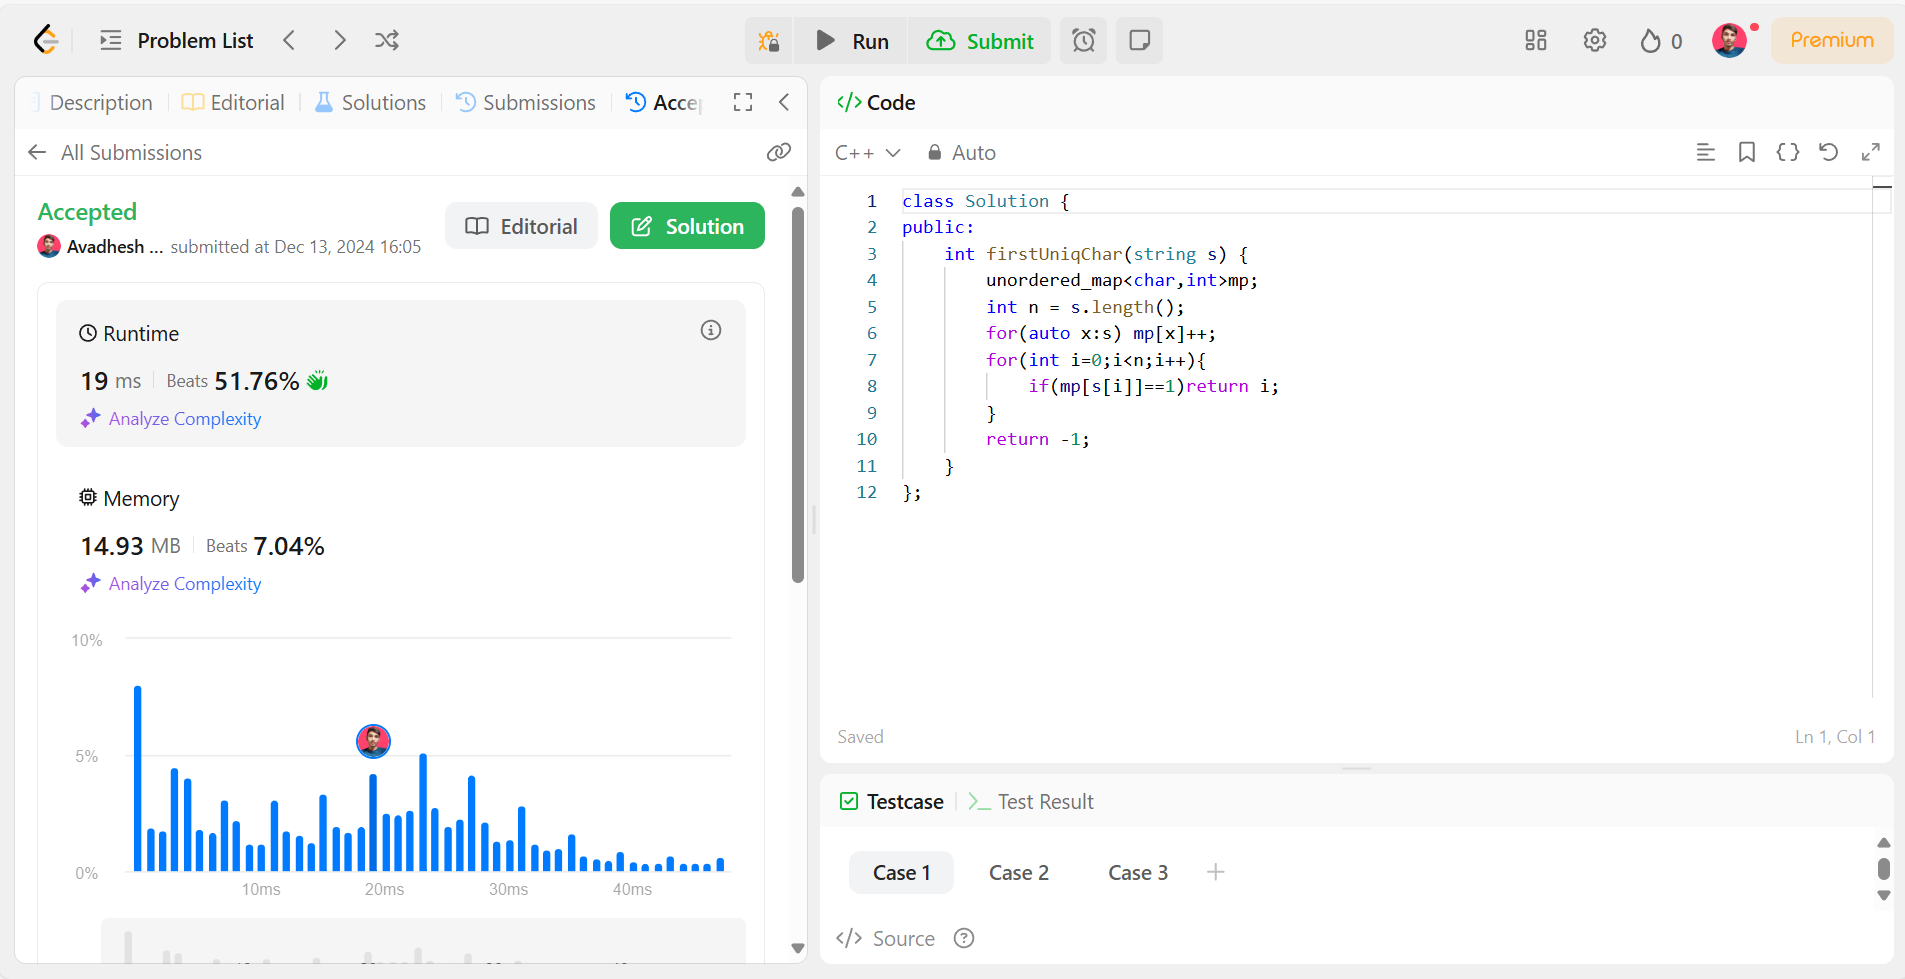 Problem List
Run
Submit
0
Premium
Description
Editorial
Solutions
Submissions
All Submissions
Accepted
Editorial
Solution
Avadhesh ... submitted at Dec 13, 2024 16:05
Runtime
19 ms
Beats 51.76%
Analyze Complexity
Memory
14.93 MB
Beats 7.04%
Analyze Complexity
10%
5%
0%
10ms
20ms
30ms
40ms
</> Code
C++
Auto
1 class Solution {
2 public:
3 int firstUniqChar(string s) {
4 unordered_map<char,int>mp;
5 int n = s.length();
6 for(auto x:s) mp[x]++;
7 for(int i=0;i<n;i++){
8 if(mp[s[i]]==1)return i;
9 }
10 return -1;
11 }
12 };
Saved
Ln 1, Col 1
Testcase
Test Result
Case 1
Case 2
Case 3
</> Source